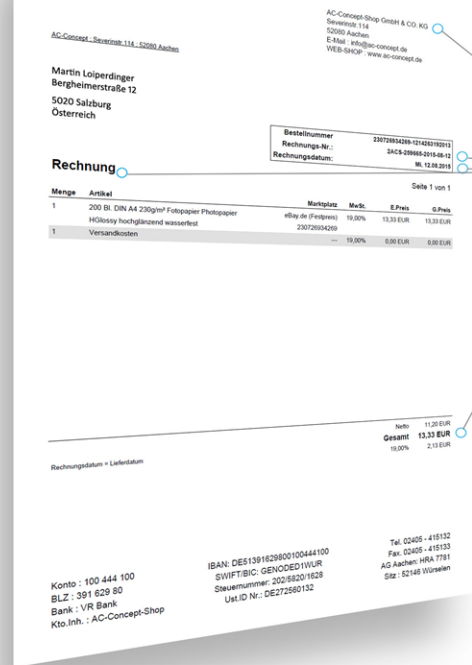 AC-Concept-Shop GmbH & CO. KG
Severinstr.114
52080 Aachen
E-Mail : info@ac-concept.de
WEB-SHOP : www.ac-concept.de
AC-Concept : Severinstr.114 : 52080 Aachen
Martin Loiperdinger
Bergheimerstraße 12
5020 Salzburg
Österreich
Bestellnummer 230726934269-1214263192013
Rechnungs-Nr.: 2ACS-259665-2015-08-12
Rechnungsdatum: Mi, 12.08.2015
Rechnung
Seite 1 von 1
Menge Artikel Marktplatz MwSt. E.Preis G.Preis
1 200 Bl. DIN A4 230g/m² Fotopapier Photopapier eBay.de (Festpreis) 19,00% 13,33 EUR 13,33 EUR
HGlossy hochglänzend wasserfest 230726934269
1 Versandkosten --- 19,00% 0,00 EUR 0,00 EUR
Netto 11,20 EUR
Gesamt 13,33 EUR
19,00% 2,13 EUR
Rechnungsdatum = Lieferdatum
Konto : 100 444 100
BLZ : 391 629 80
Bank : VR Bank
Kto.Inh. : AC-Concept-Shop
IBAN: DE51391629800100444100
SWIFT/BIC: GENODED1WUR
Steuernummer: 202/5820/1628
Ust.ID Nr.: DE272560132
Tel. 02405 - 415132
Fax. 02405 - 415133
AG Aachen: HRA 7781
Sitz : 52146 Würselen